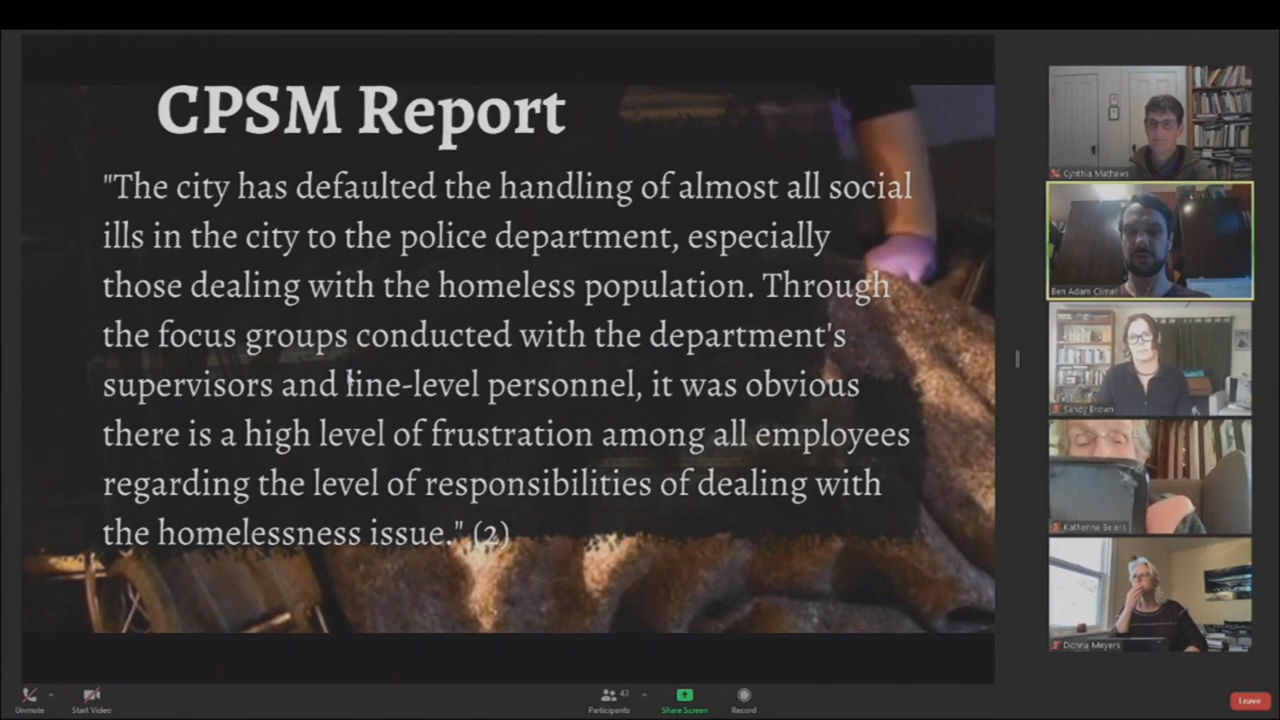 CPSM Report
"The city has defaulted the handling of almost all social
ills in the city to the police department, especially
those dealing with the homeless population. Through
the focus groups conducted with the department's
supervisors and line-level personnel, it was obvious
there is a high level of frustration among all employees
regarding the level of responsibilities of dealing with
the homelessness issue." (2)
Cynthia Mathews
Ben Adam Climer
Sandy Brown
Katherine Beiers
Donna Meyers
Unmute
Start Video
Participants
43
Share Screen
Record
Leave